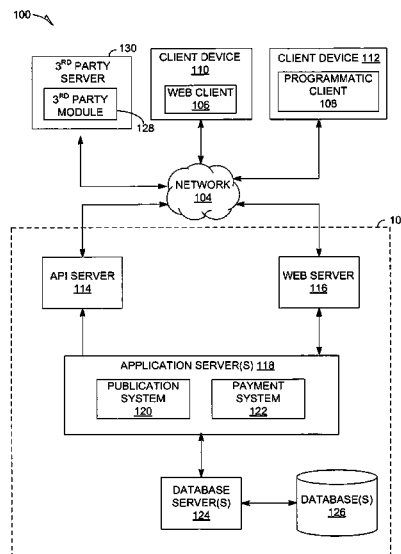 100
130
3RD PARTY
SERVER
3RD PARTY
MODULE
128
CLIENT DEVICE
110
WEB CLIENT
106
CLIENT DEVICE 112
PROGRAMMATIC
CLIENT
108
NETWORK
104
10
API SERVER
114
WEB SERVER
116
APPLICATION SERVER(S) 118
PUBLICATION
SYSTEM
120
PAYMENT
SYSTEM
122
DATABASE
SERVER(S)
124
DATABASE(S)
126